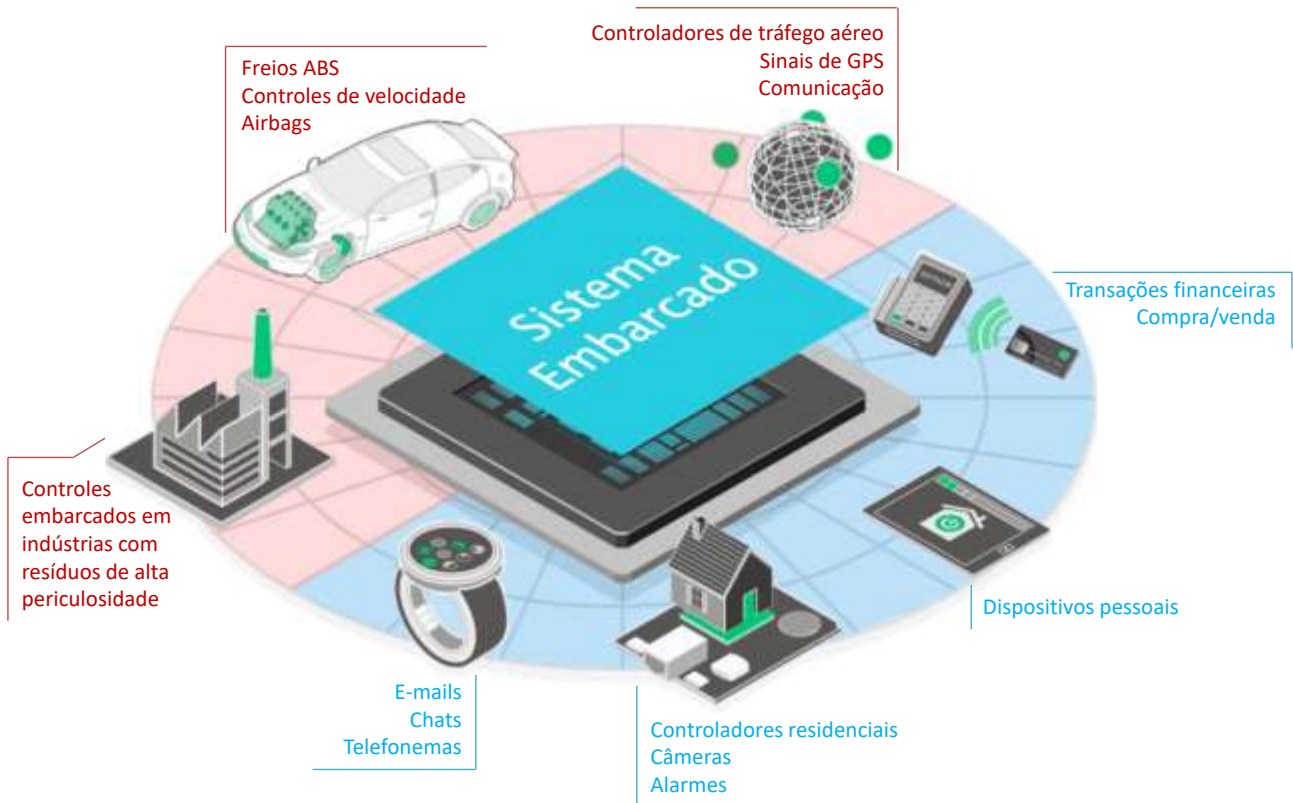 Controladores de tráfego aéreo
Sinais de GPS
Comunicação
Freios ABS
Controles de velocidade
Airbags
Sistema
Embarcado
Transações financeiras
Compra/venda
Controles
embarcados em
indústrias com
resíduos de alta
periculosidade
Dispositivos pessoais
E-mails
Chats
Telefonemas
Controladores residenciais
Câmeras
Alarmes